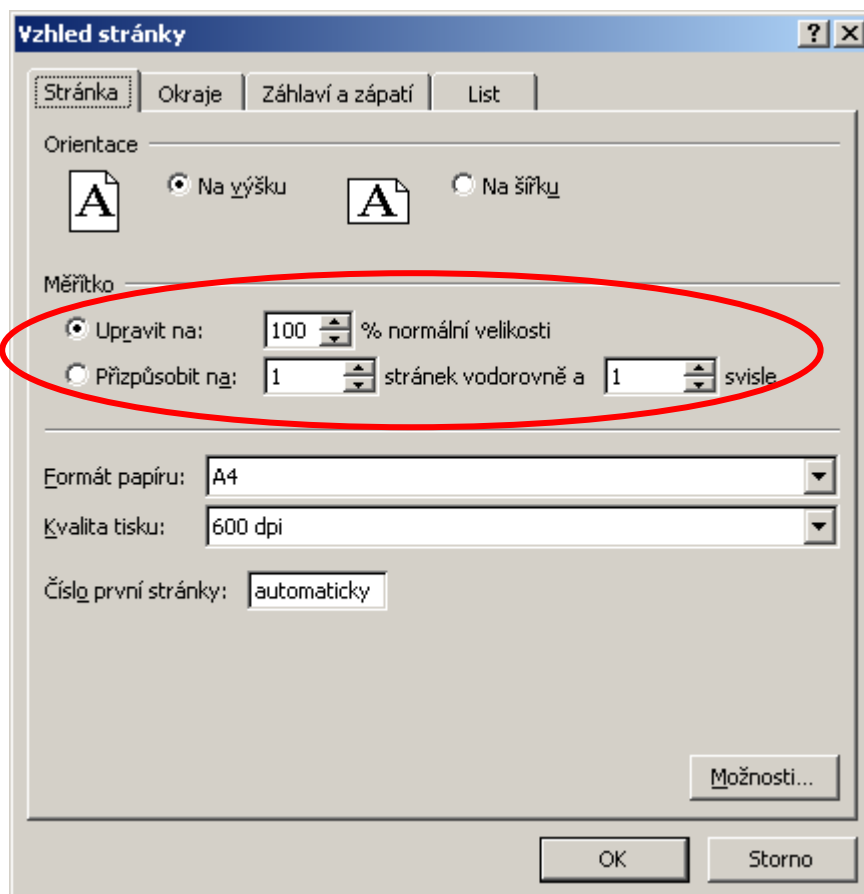 Vzhled stránky
Stránka Okraje Záhlaví a zápatí List
Orientace
A Na výšku A Na šířku
Měřítko
Upravit na: 100 % normální velikosti
Přizpůsobit na: 1 stránek vodorovně a 1 svisle
Formát papíru: A4
Kvalita tisku: 600 dpi
Číslo první stránky: automaticky
Možnosti...
OK Storno